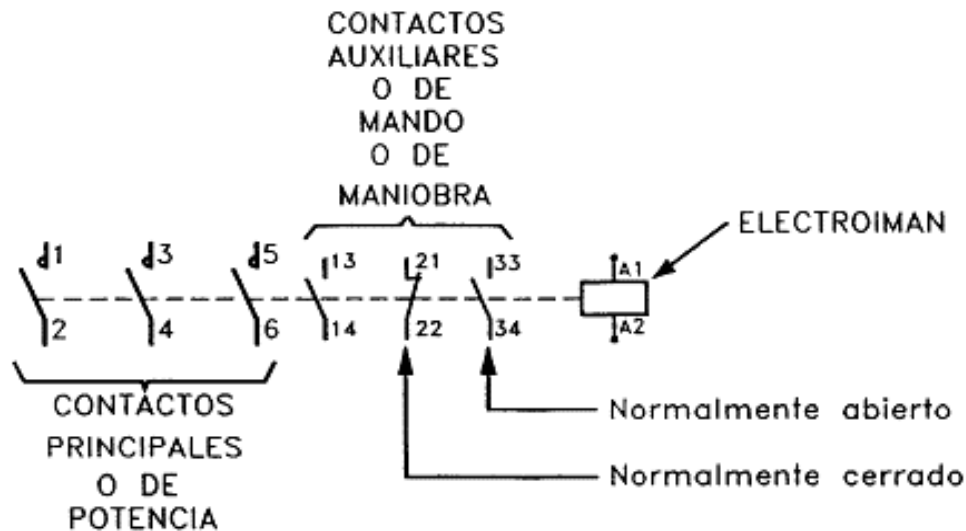 CONTACTOS
AUXILIARES
O DE
MANDO
O DE
MANIOBRA
ELECTROIMAN
1 3 5 13 21 33 A1
2 4 6 14 22 34 A2
CONTACTOS
PRINCIPALES
O DE
POTENCIA
Normalmente abierto
Normalmente cerrado